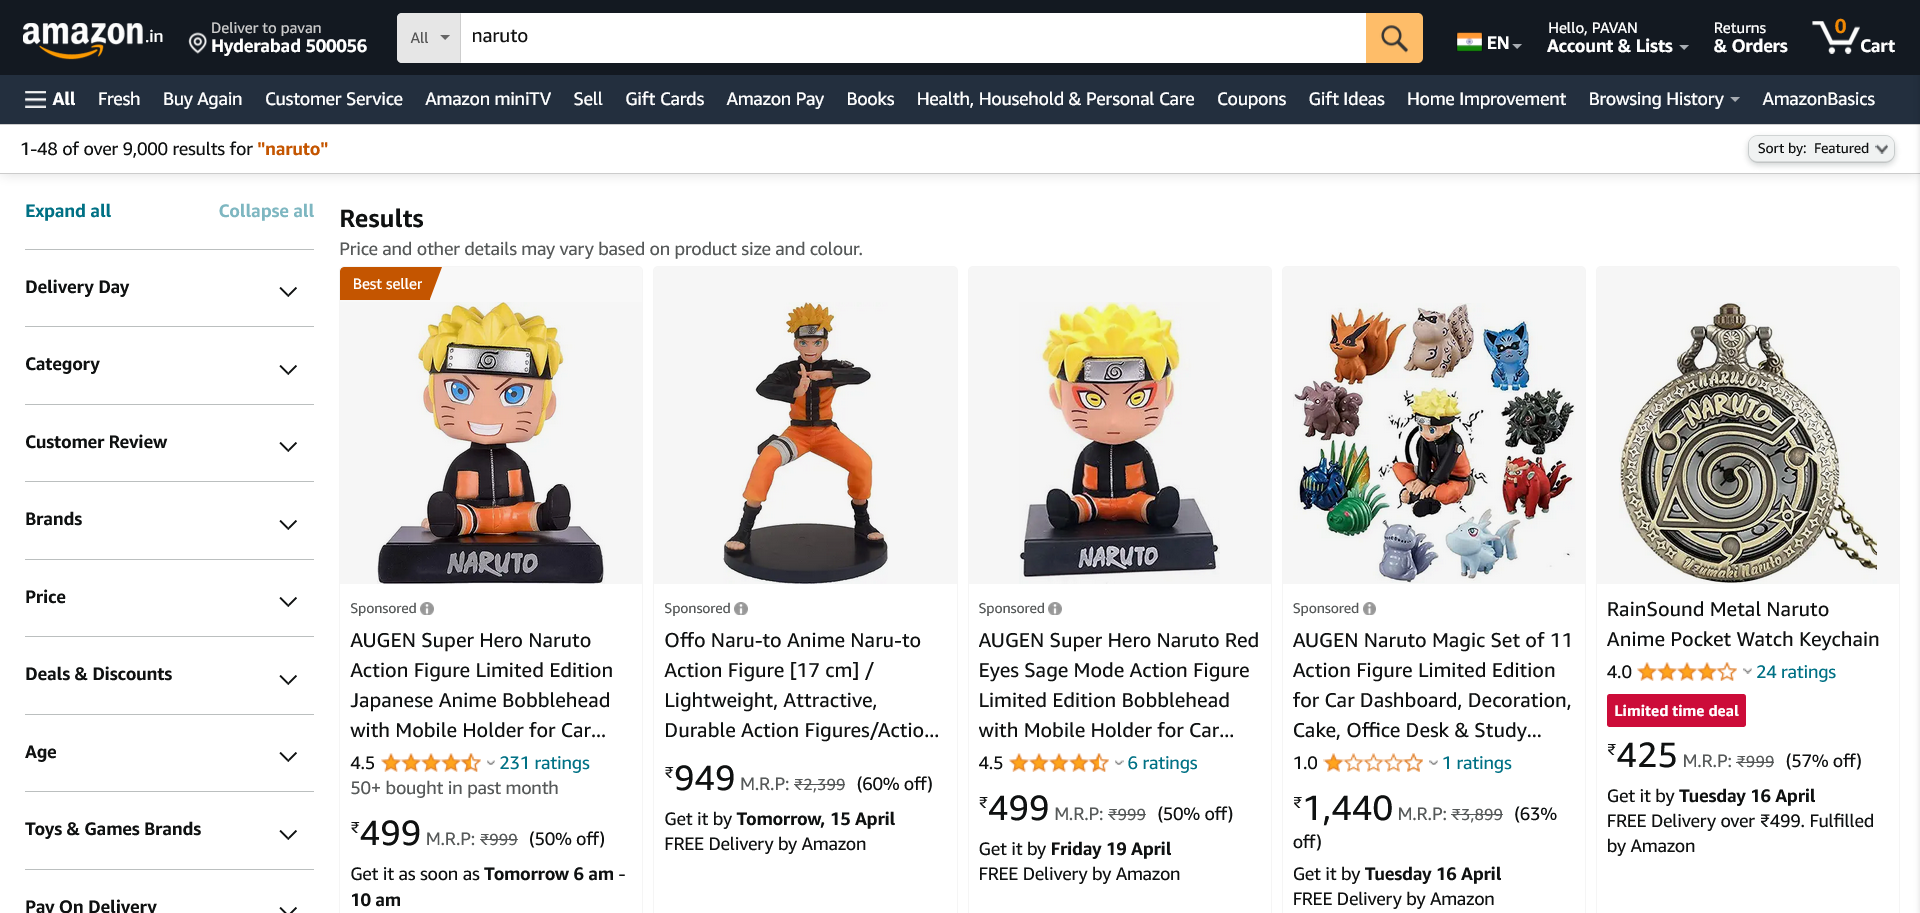 amazon.in
Deliver to pavan
Hyderabad 500056
All
naruto
EN
Hello, PAVAN
Account & Lists
Returns
& Orders
0
Cart
All Fresh Buy Again Customer Service Amazon miniTV Sell Gift Cards Amazon Pay Books Health, Household & Personal Care Coupons Gift Ideas Home Improvement Browsing History AmazonBasics
1-48 of over 9,000 results for "naruto"
Sort by: Featured
Expand all
Collapse all
Delivery Day
Category
Customer Review
Brands
Price
Deals & Discounts
Age
Toys & Games Brands
Pay On Delivery
Results
Price and other details may vary based on product size and colour.
Best seller
NARUTO
Sponsored
AUGEN Super Hero Naruto
Action Figure Limited Edition
Japanese Anime Bobblehead
with Mobile Holder for Car...
4.5 231 ratings
50+ bought in past month
₹499 M.R.P: ₹999 (50% off)
Get it as soon as Tomorrow 6 am -
10 am
Sponsored
Offo Naru-to Anime Naru-to
Action Figure [17 cm] /
Lightweight, Attractive,
Durable Action Figures/Actio...
₹949 M.R.P: ₹2,399 (60% off)
Get it by Tomorrow, 15 April
FREE Delivery by Amazon
NARUTO
Sponsored
AUGEN Super Hero Naruto Red
Eyes Sage Mode Action Figure
Limited Edition Bobblehead
with Mobile Holder for Car...
4.5 6 ratings
₹499 M.R.P: ₹999 (50% off)
Get it by Friday 19 April
FREE Delivery by Amazon
Sponsored
AUGEN Naruto Magic Set of 11
Action Figure Limited Edition
for Car Dashboard, Decoration,
Cake, Office Desk & Study...
1.0 1 ratings
₹1,440 M.R.P: ₹3,899 (63%
off)
Get it by Tuesday 16 April
FREE Delivery by Amazon
NARUTO
Uzumaki Naruto
RainSound Metal Naruto
Anime Pocket Watch Keychain
4.0 24 ratings
Limited time deal
₹425 M.R.P: ₹999 (57% off)
Get it by Tuesday 16 April
FREE Delivery over ₹499. Fulfilled
by Amazon